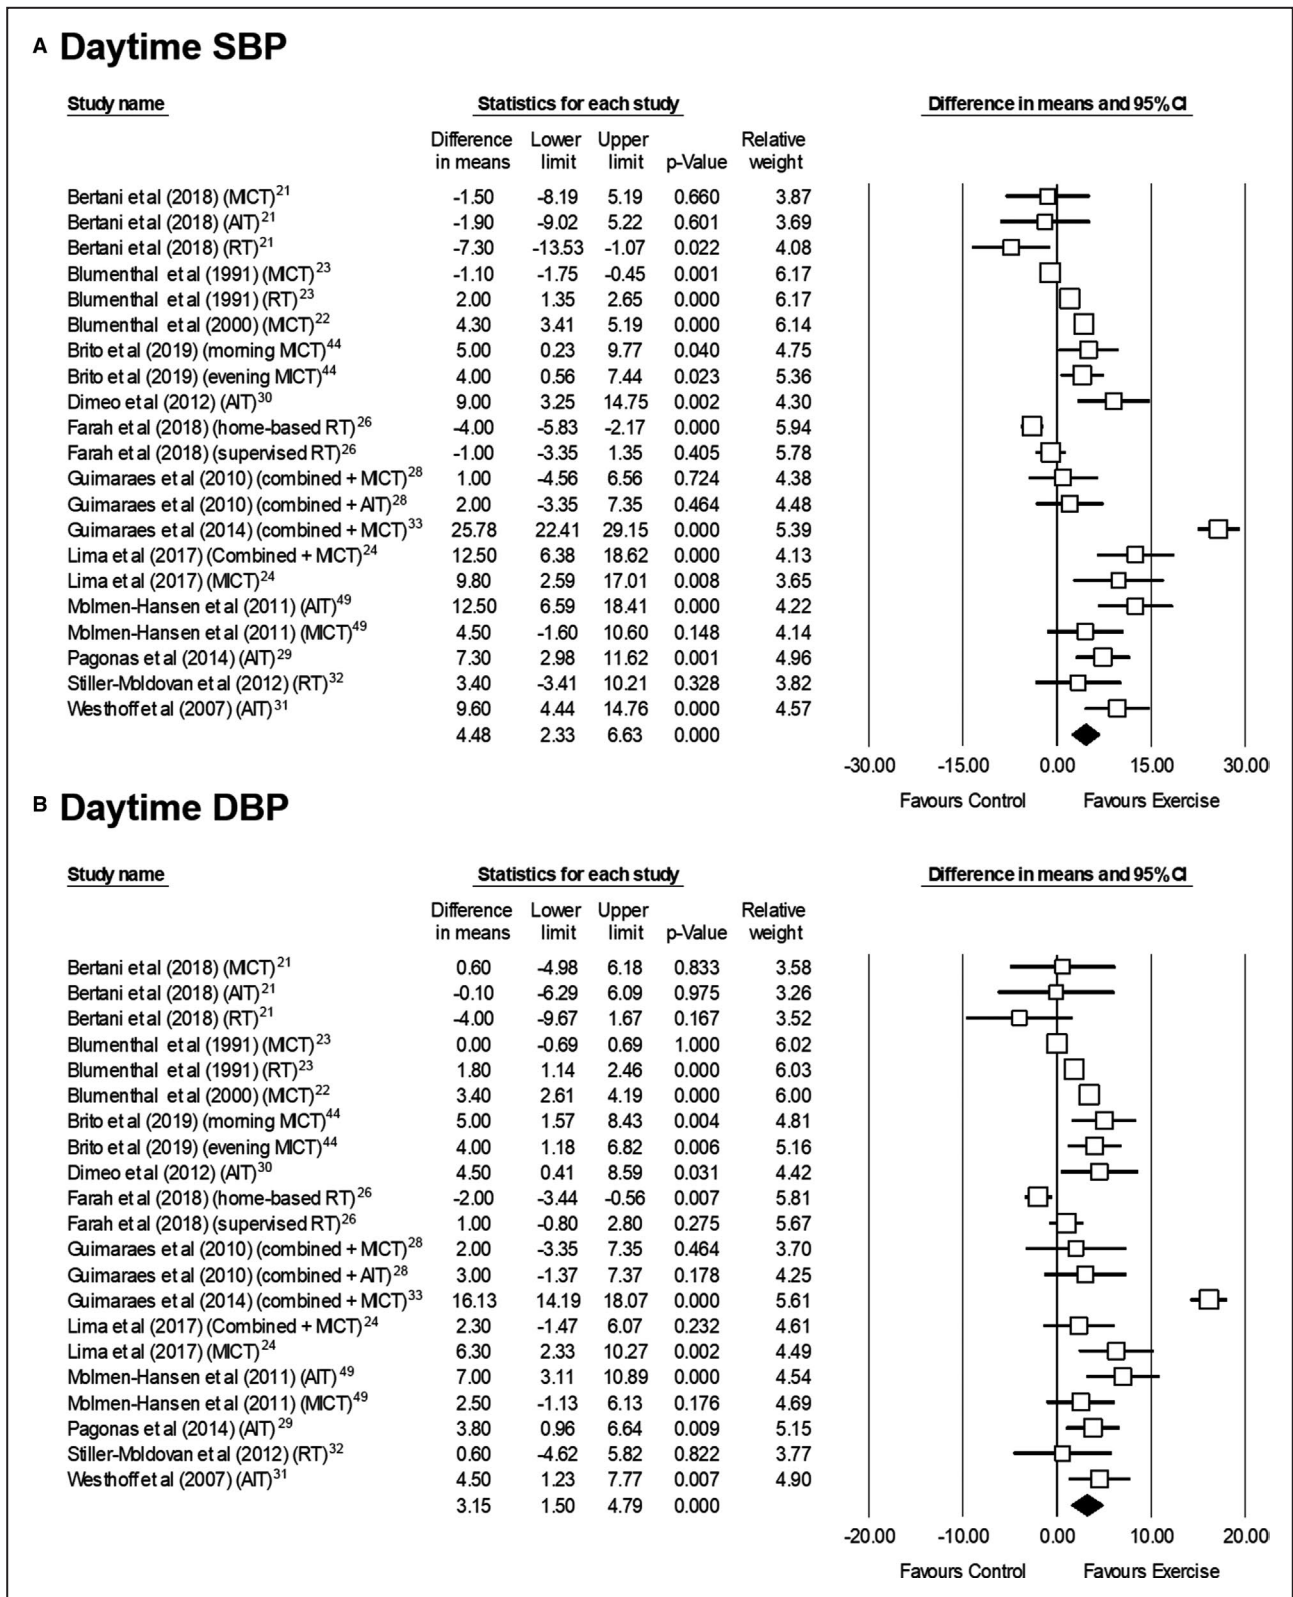 A Daytime SBP
Study name Statistics for each study Difference in means and 95% CI
Difference in means Lower limit Upper limit p-Value Relative weight
Bertani et al (2018) (MICT)21 -1.50 -8.19 5.19 0.660 3.87
Bertani et al (2018) (AIT)21 -1.90 -9.02 5.22 0.601 3.69
Bertani et al (2018) (RT)21 -7.30 -13.53 -1.07 0.022 4.08
Blumenthal et al (1991) (MICT)23 -1.10 -1.75 -0.45 0.001 6.17
Blumenthal et al (1991) (RT)23 2.00 1.35 2.65 0.000 6.17
Blumenthal et al (2000) (MICT)22 4.30 3.41 5.19 0.000 6.14
Brito et al (2019) (morning MICT)44 5.00 0.23 9.77 0.040 4.75
Brito et al (2019) (evening MICT)44 4.00 0.56 7.44 0.023 5.36
Dimeo et al (2012) (AIT)30 9.00 3.25 14.75 0.002 4.30
Farah et al (2018) (home-based RT)26 -4.00 -5.83 -2.17 0.000 5.94
Farah et al (2018) (supervised RT)26 -1.00 -3.35 1.35 0.405 5.78
Guimaraes et al (2010) (combined + MICT)28 1.00 -4.56 6.56 0.724 4.38
Guimaraes et al (2010) (combined + AIT)28 2.00 -3.35 7.35 0.464 4.48
Guimaraes et al (2014) (combined + MICT)33 25.78 22.41 29.15 0.000 5.39
Lima et al (2017) (Combined + MICT)24 12.50 6.38 18.62 0.000 4.13
Lima et al (2017) (MICT)24 9.80 2.59 17.01 0.008 3.65
Molmen-Hansen et al (2011) (AIT)49 12.50 6.59 18.41 0.000 4.22
Molmen-Hansen et al (2011) (MICT)49 4.50 -1.60 10.60 0.148 4.14
Pagonas et al (2014) (AIT)29 7.30 2.98 11.62 0.001 4.96
Stiller-Moldovan et al (2012) (RT)32 3.40 -3.41 10.21 0.328 3.82
Westhoff et al (2007) (AIT)31 9.60 4.44 14.76 0.000 4.57
4.48 2.33 6.63 0.000
-30.00 -15.00 0.00 15.00 30.00
Favours Control Favours Exercise
B Daytime DBP
Study name Statistics for each study Difference in means and 95% CI
Difference in means Lower limit Upper limit p-Value Relative weight
Bertani et al (2018) (MICT)21 0.60 -4.98 6.18 0.833 3.58
Bertani et al (2018) (AIT)21 -0.10 -6.29 6.09 0.975 3.26
Bertani et al (2018) (RT)21 -4.00 -9.67 1.67 0.167 3.52
Blumenthal et al (1991) (MICT)23 0.00 -0.69 0.69 1.000 6.02
Blumenthal et al (1991) (RT)23 1.80 1.14 2.46 0.000 6.03
Blumenthal et al (2000) (MICT)22 3.40 2.61 4.19 0.000 6.00
Brito et al (2019) (morning MICT)44 5.00 1.57 8.43 0.004 4.81
Brito et al (2019) (evening MICT)44 4.00 1.18 6.82 0.006 5.16
Dimeo et al (2012) (AIT)30 4.50 0.41 8.59 0.031 4.42
Farah et al (2018) (home-based RT)26 -2.00 -3.44 -0.56 0.007 5.81
Farah et al (2018) (supervised RT)26 1.00 -0.80 2.80 0.275 5.67
Guimaraes et al (2010) (combined + MICT)28 2.00 -3.35 7.35 0.464 3.70
Guimaraes et al (2010) (combined + AIT)28 3.00 -1.37 7.37 0.178 4.25
Guimaraes et al (2014) (combined + MICT)33 16.13 14.19 18.07 0.000 5.61
Lima et al (2017) (Combined + MICT)24 2.30 -1.47 6.07 0.232 4.61
Lima et al (2017) (MICT)24 6.30 2.33 10.27 0.002 4.49
Molmen-Hansen et al (2011) (AIT)49 7.00 3.11 10.89 0.000 4.54
Molmen-Hansen et al (2011) (MICT)49 2.50 -1.13 6.13 0.176 4.69
Pagonas et al (2014) (AIT)29 3.80 0.96 6.64 0.009 5.15
Stiller-Moldovan et al (2012) (RT)32 0.60 -4.62 5.82 0.822 3.77
Westhoff et al (2007) (AIT)31 4.50 1.23 7.77 0.007 4.90
3.15 1.50 4.79 0.000
-20.00 -10.00 0.00 10.00 20.00
Favours Control Favours Exercise